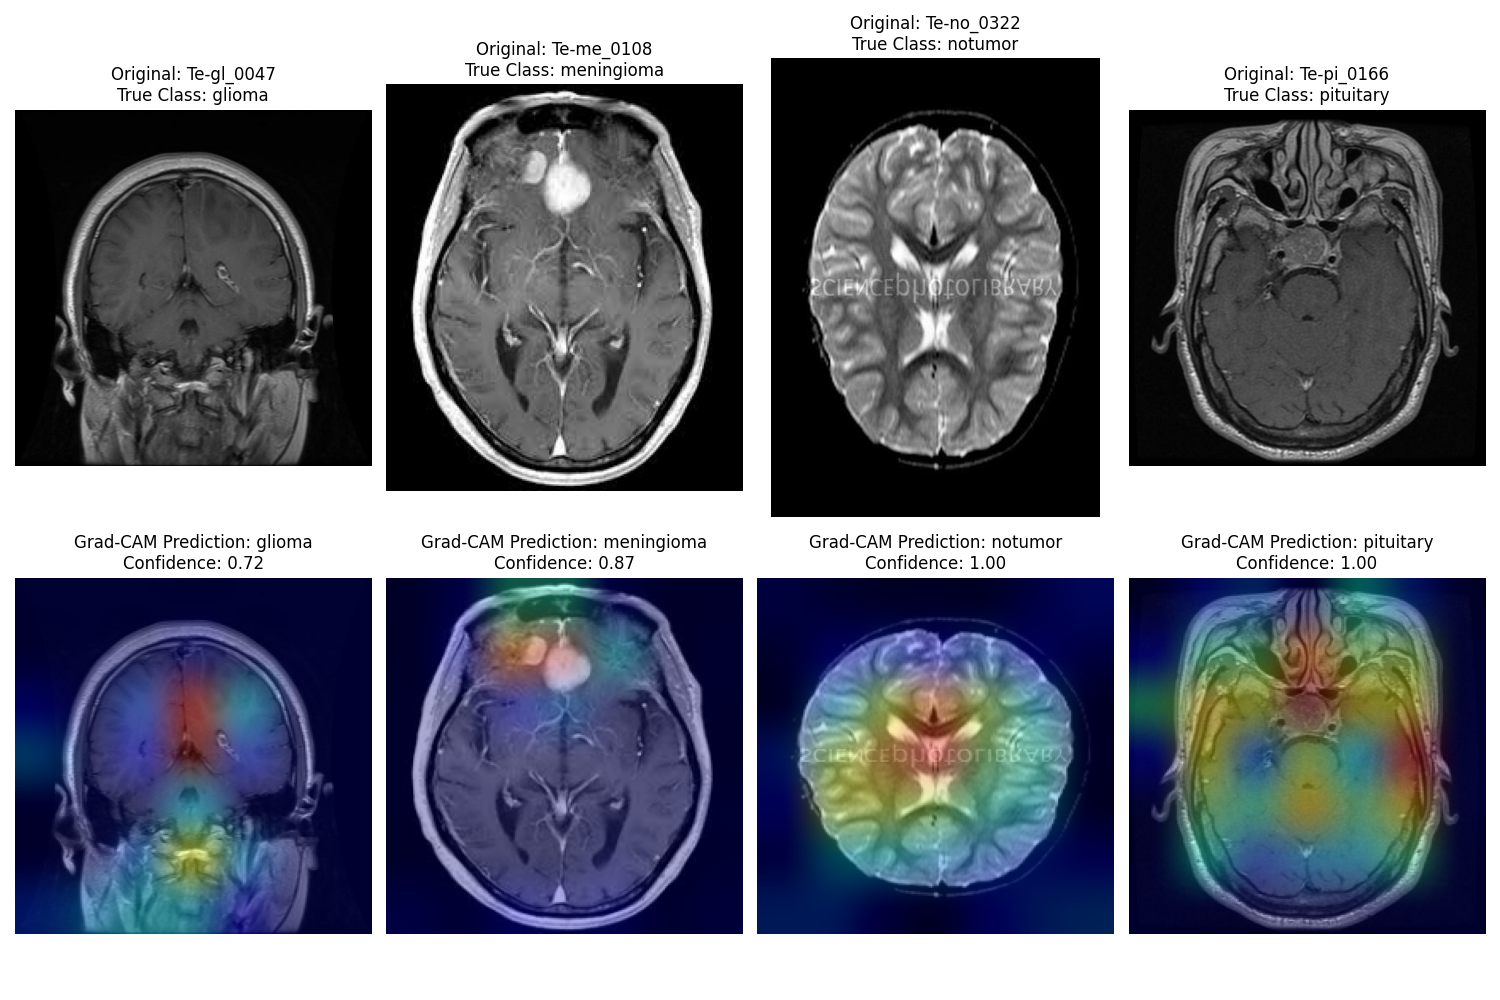 Original: Te-gl_0047
True Class: glioma
Original: Te-me_0108
True Class: meningioma
Original: Te-no_0322
True Class: notumor
SCIENCEphotoLIBRARY
Original: Te-pi_0166
True Class: pituitary
Grad-CAM Prediction: glioma
Confidence: 0.72
Grad-CAM Prediction: meningioma
Confidence: 0.87
Grad-CAM Prediction: notumor
Confidence: 1.00
SCIENCEphotoLIBRARY
Grad-CAM Prediction: pituitary
Confidence: 1.00